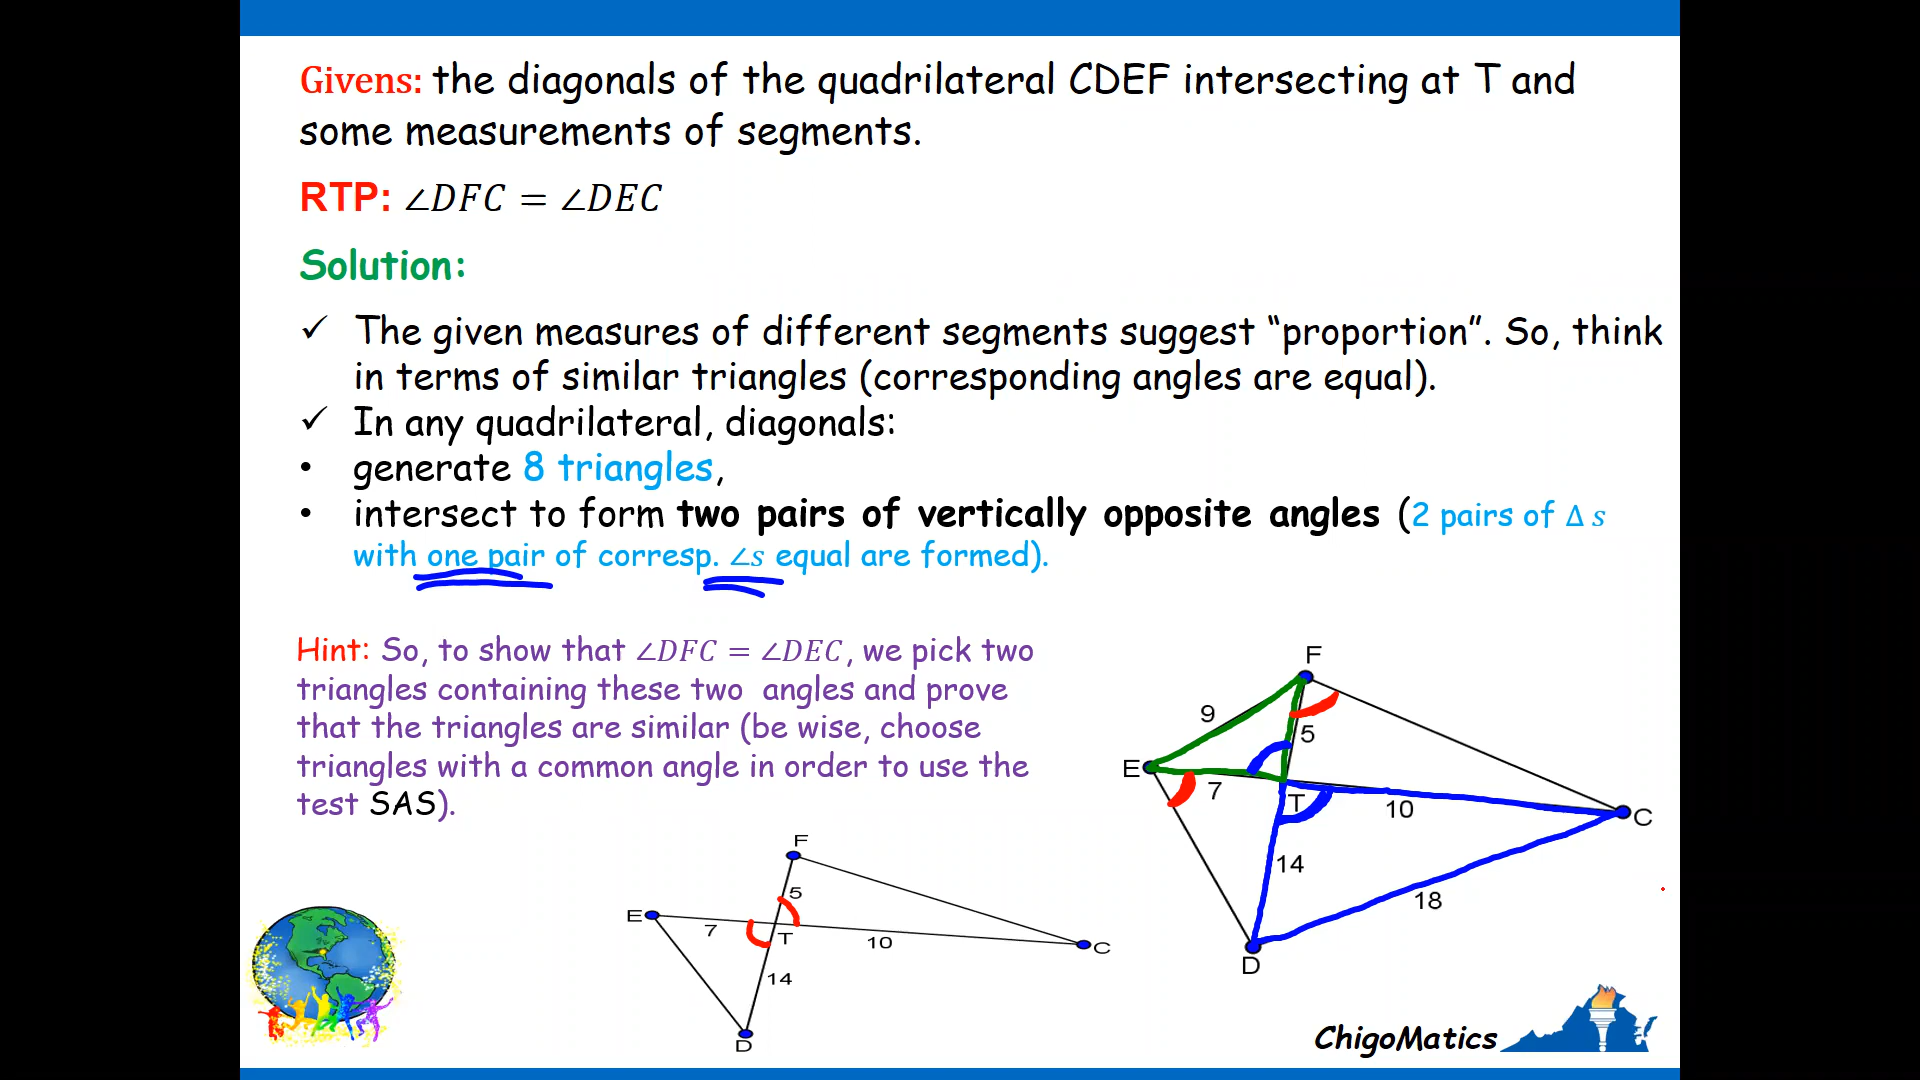 Givens: the diagonals of the quadrilateral CDEF intersecting at T and
some measurements of segments.
RTP: ∠DFC = ∠DEC
Solution:
✓ The given measures of different segments suggest “proportion”. So, think
in terms of similar triangles (corresponding angles are equal).
✓ In any quadrilateral, diagonals:
• generate 8 triangles,
• intersect to form two pairs of vertically opposite angles (2 pairs of Δ s
with one pair of corresp. ∠s equal are formed).
Hint: So, to show that ∠DFC = ∠DEC, we pick two
triangles containing these two angles and prove
that the triangles are similar (be wise, choose
triangles with a common angle in order to use the
test SAS).
F
5
E
7
T
10
C
14
D
F
9
5
E
7
T
10
C
14
18
D
ChigoMatics